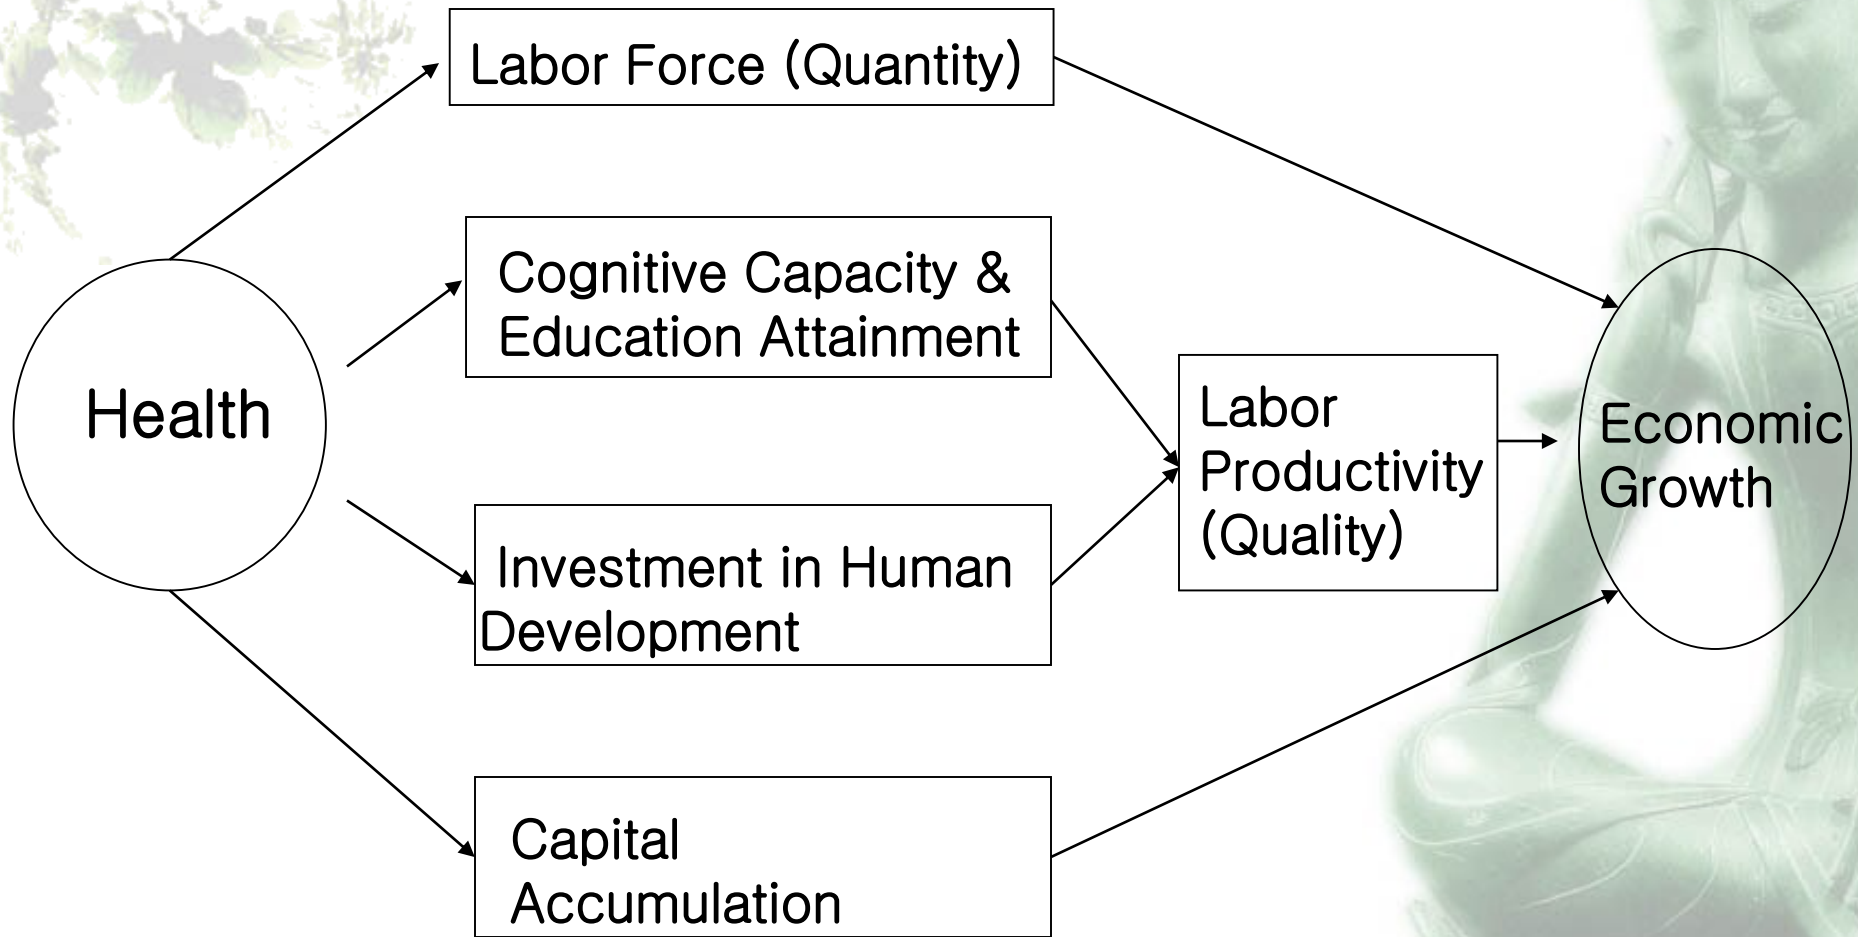 Labor Force (Quantity)
Cognitive Capacity &
Education Attainment
Health
Labor
Productivity
(Quality)
Economic
Growth
Investment in Human
Development
Capital
Accumulation